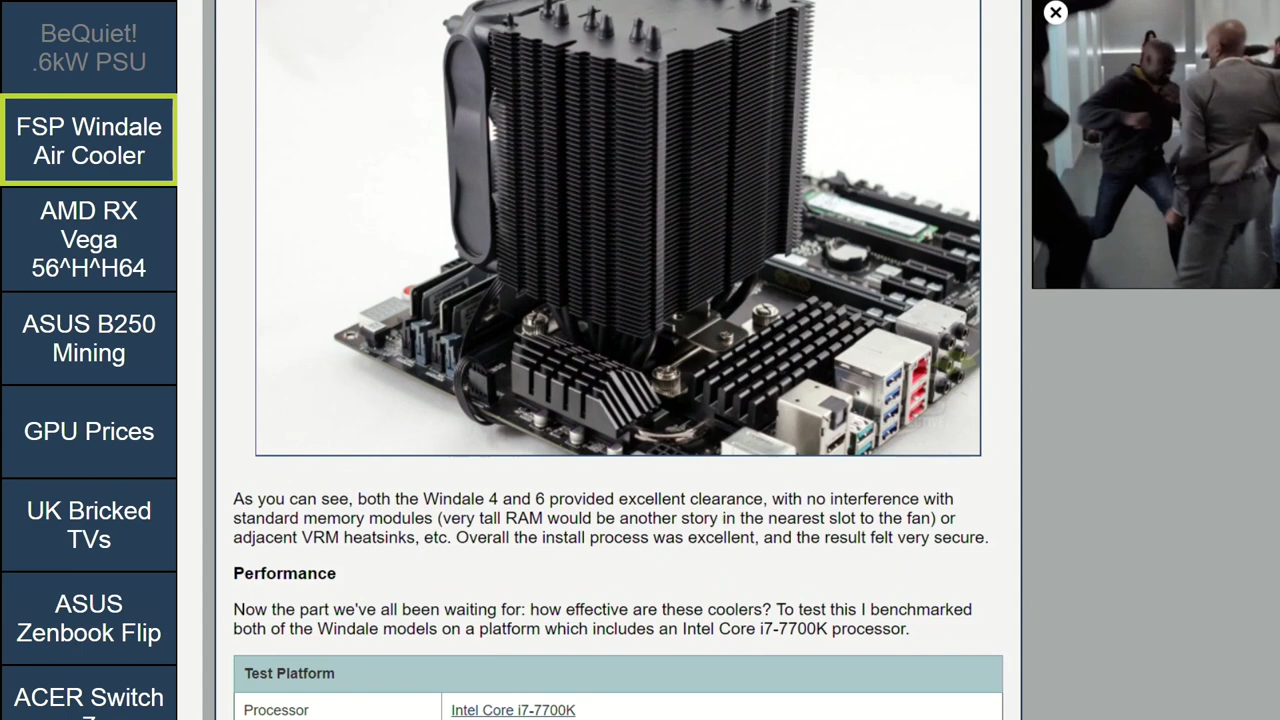 BeQuiet!
.6kW PSU
FSP Windale
Air Cooler
AMD RX
Vega
56^H^H64
ASUS B250
Mining
GPU Prices
UK Bricked
TVs
ASUS
Zenbook Flip
ACER Switch
As you can see, both the Windale 4 and 6 provided excellent clearance, with no interference with
standard memory modules (very tall RAM would be another story in the nearest slot to the fan) or
adjacent VRM heatsinks, etc. Overall the install process was excellent, and the result felt very secure.
Performance
Now the part we've all been waiting for: how effective are these coolers? To test this I benchmarked
both of the Windale models on a platform which includes an Intel Core i7-7700K processor.
Test Platform
Processor
Intel Core i7-7700K